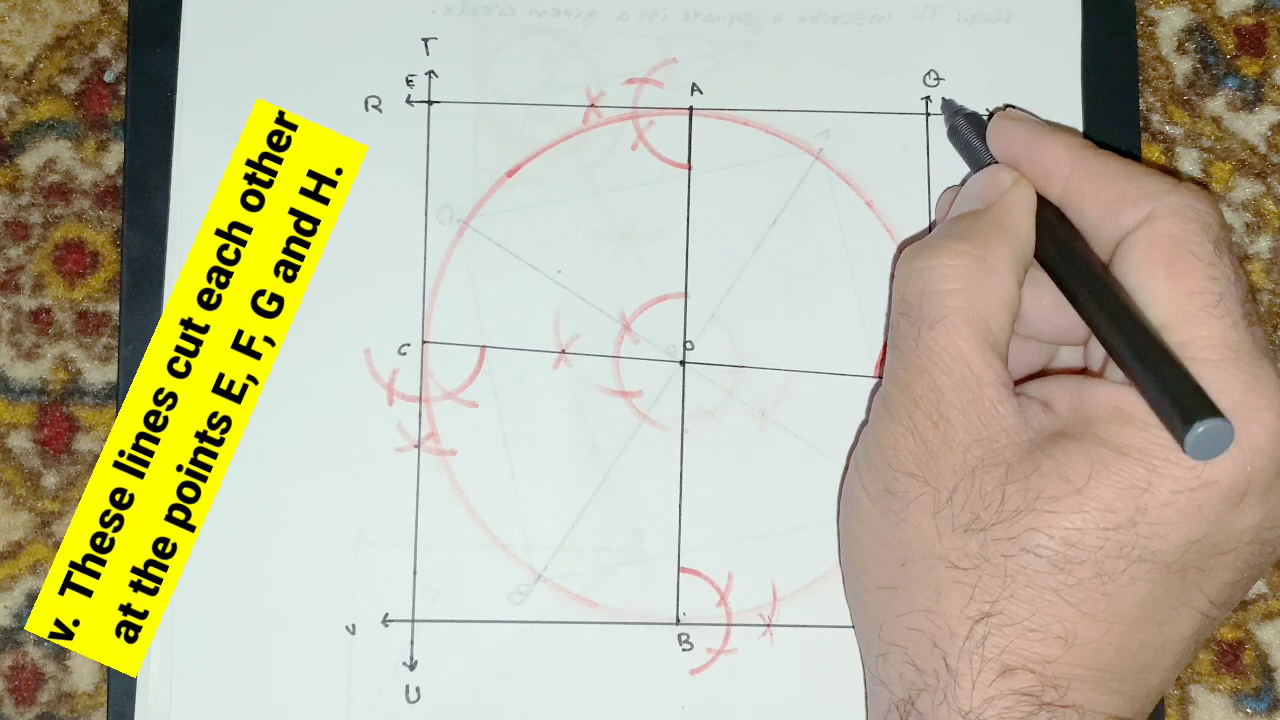 T
E
R
A
Q
C
O
V
B
U
v. These lines cut each other
at the points E, F, G and H.